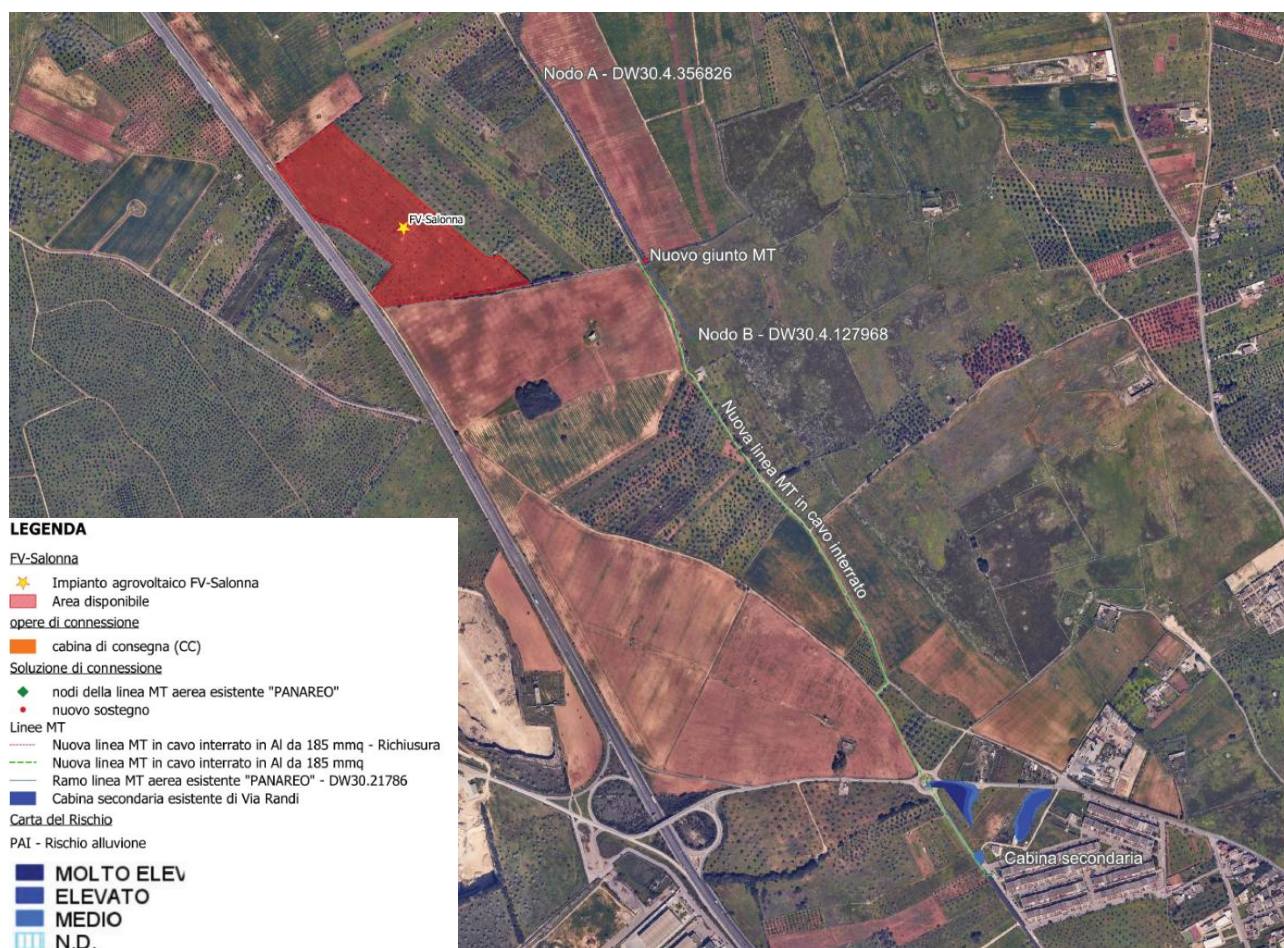 Nodo A - DW30.4.356826
FV-Salonna
Nuovo giunto MT
Nodo B - DW30.4.127968
Nuova linea MT in cavo interrato
Cabina secondaria
LEGENDA
FV-Salonna
Impianto agrovoltaico FV-Salonna
Area disponibile
opere di connessione
cabina di consegna (CC)
Soluzione di connessione
nodi della linea MT aerea esistente "PANAREO"
nuovo sostegno
Linee MT
Nuova linea MT in cavo interrato in Al da 185 mmq - Richiusura
Nuova linea MT in cavo interrato in Al da 185 mmq
Ramo linea MT aerea esistente "PANAREO" - DW30.21786
Cabina secondaria esistente di Via Randi
Carta del Rischio
PAI - Rischio alluvione
MOLTO ELEV
ELEVATO
MEDIO
N.D.